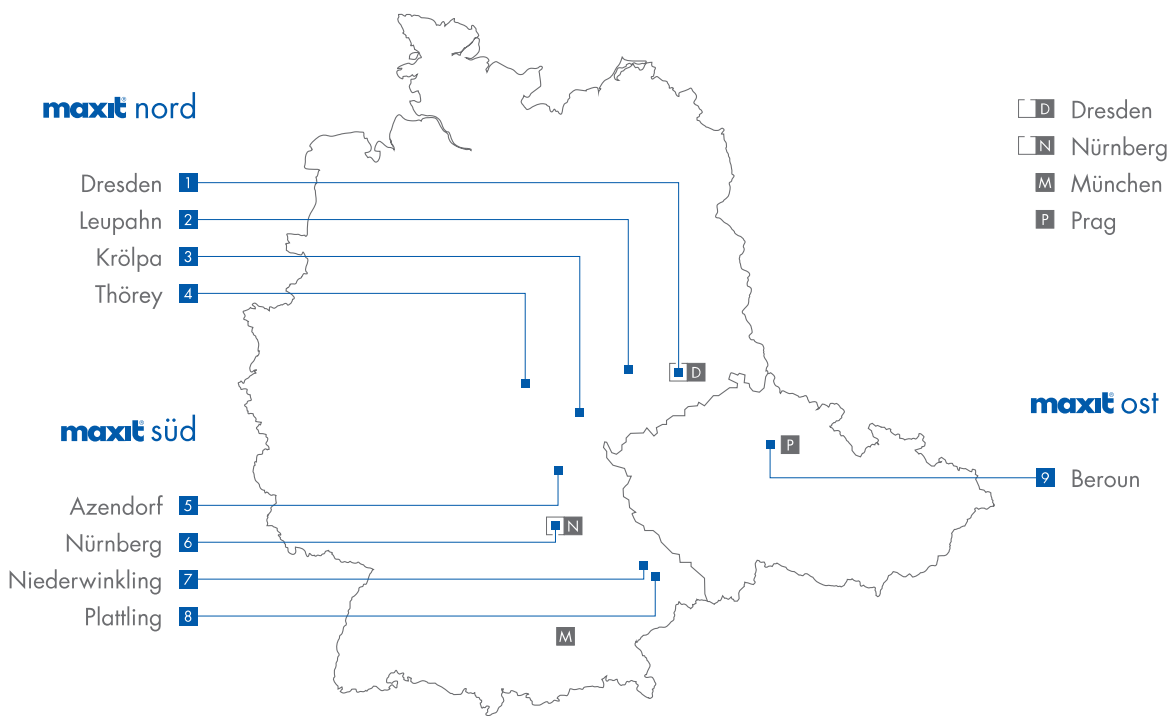 maxit® nord
Dresden 1
Leupahn 2
Krölpa 3
Thörey 4
maxit® süd
Azendorf 5
Nürnberg 6
Niederwinkling 7
Plattling 8
D
N
M
P
D Dresden
N Nürnberg
M München
P Prag
maxit® ost
9 Beroun